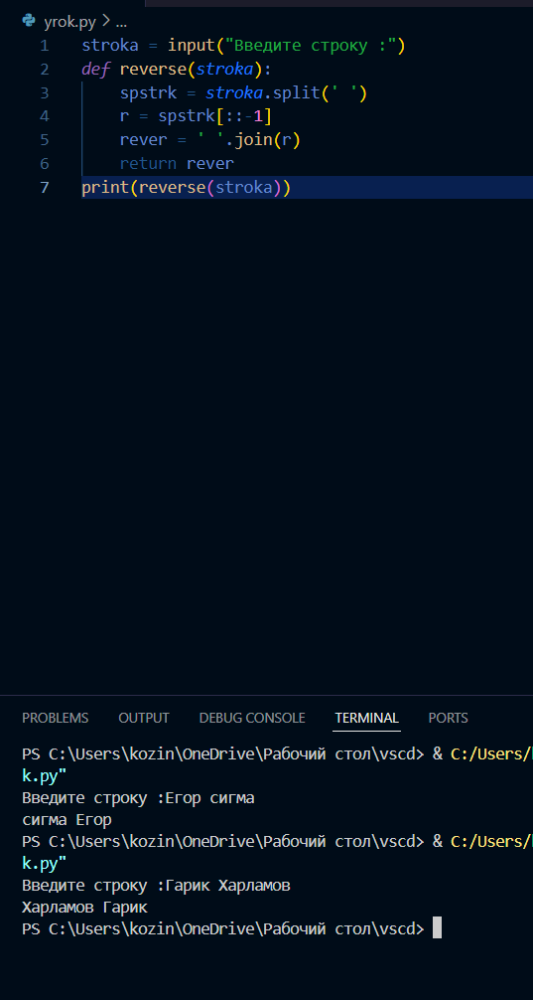 yrok.py > ...
1 stroka = input("Введите строку :")
2 def reverse(stroka):
3     spstrk = stroka.split(' ')
4     r = spstrk[::-1]
5     rever = ' '.join(r)
6     return rever
7 print(reverse(stroka))
PROBLEMS OUTPUT DEBUG CONSOLE TERMINAL PORTS
PS C:\Users\kozin\OneDrive\Рабочий стол\vscd> & C:/Users/
k.py"
Введите строку :Егор сигма
сигма Егор
PS C:\Users\kozin\OneDrive\Рабочий стол\vscd> & C:/Users/
k.py"
Введите строку :Гарик Харламов
Харламов Гарик
PS C:\Users\kozin\OneDrive\Рабочий стол\vscd>